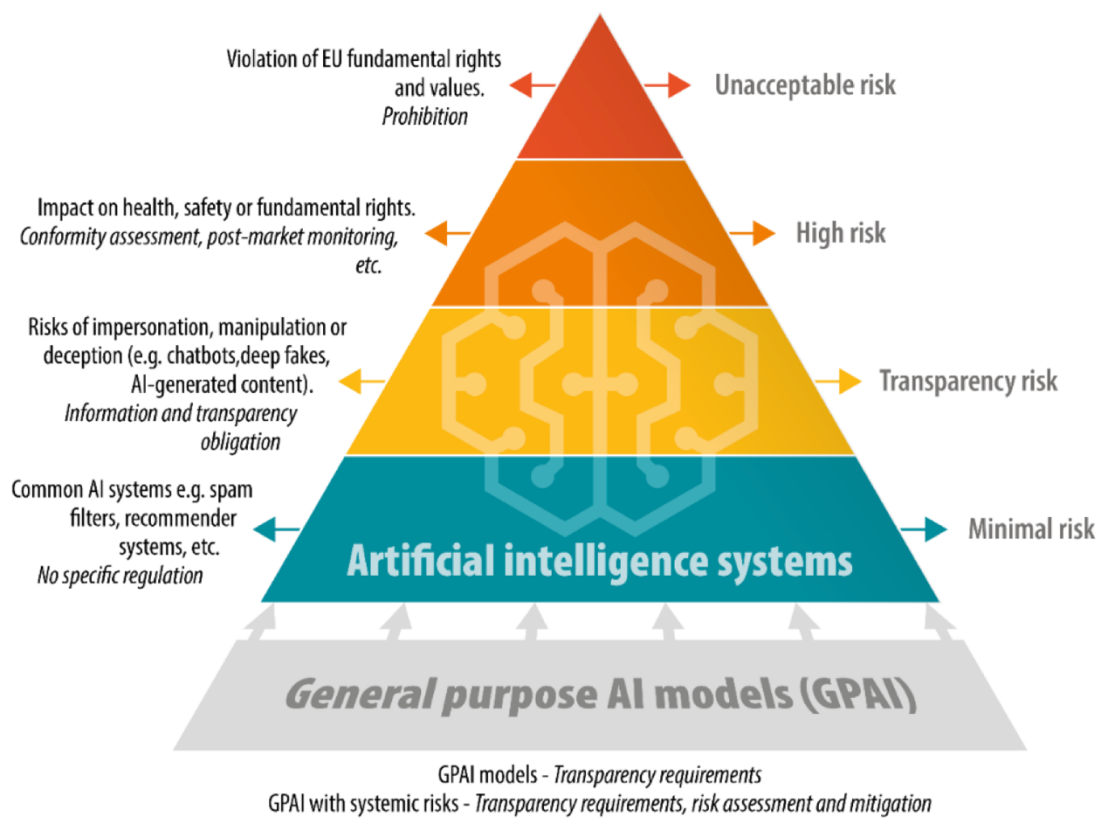 Violation of EU fundamental rights
and values.
Prohibition
Unacceptable risk
Impact on health, safety or fundamental rights.
Conformity assessment, post-market monitoring,
etc.
High risk
Risks of impersonation, manipulation or
deception (e.g. chatbots,deep fakes,
AI-generated content).
Information and transparency
obligation
Transparency risk
Common AI systems e.g. spam
filters, recommender
systems, etc.
No specific regulation
Minimal risk
Artificial intelligence systems
General purpose AI models (GPAI)
GPAI models - Transparency requirements
GPAI with systemic risks - Transparency requirements, risk assessment and mitigation